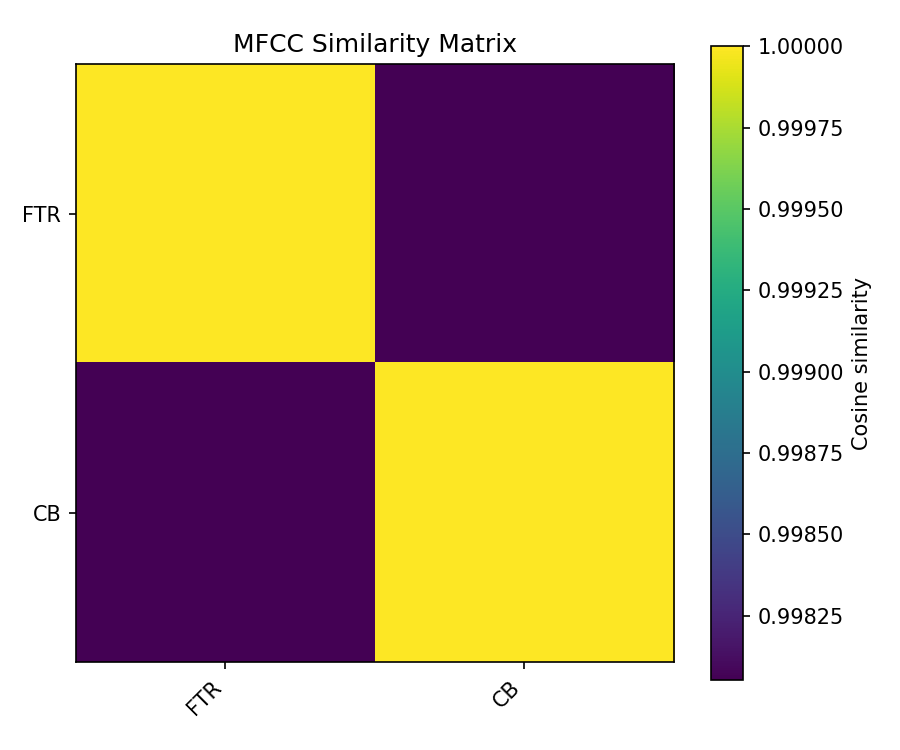 MFCC Similarity Matrix
FTR
CB
FTR
CB
1.00000
0.99975
0.99950
0.99925
0.99900
0.99875
0.99850
0.99825
Cosine similarity